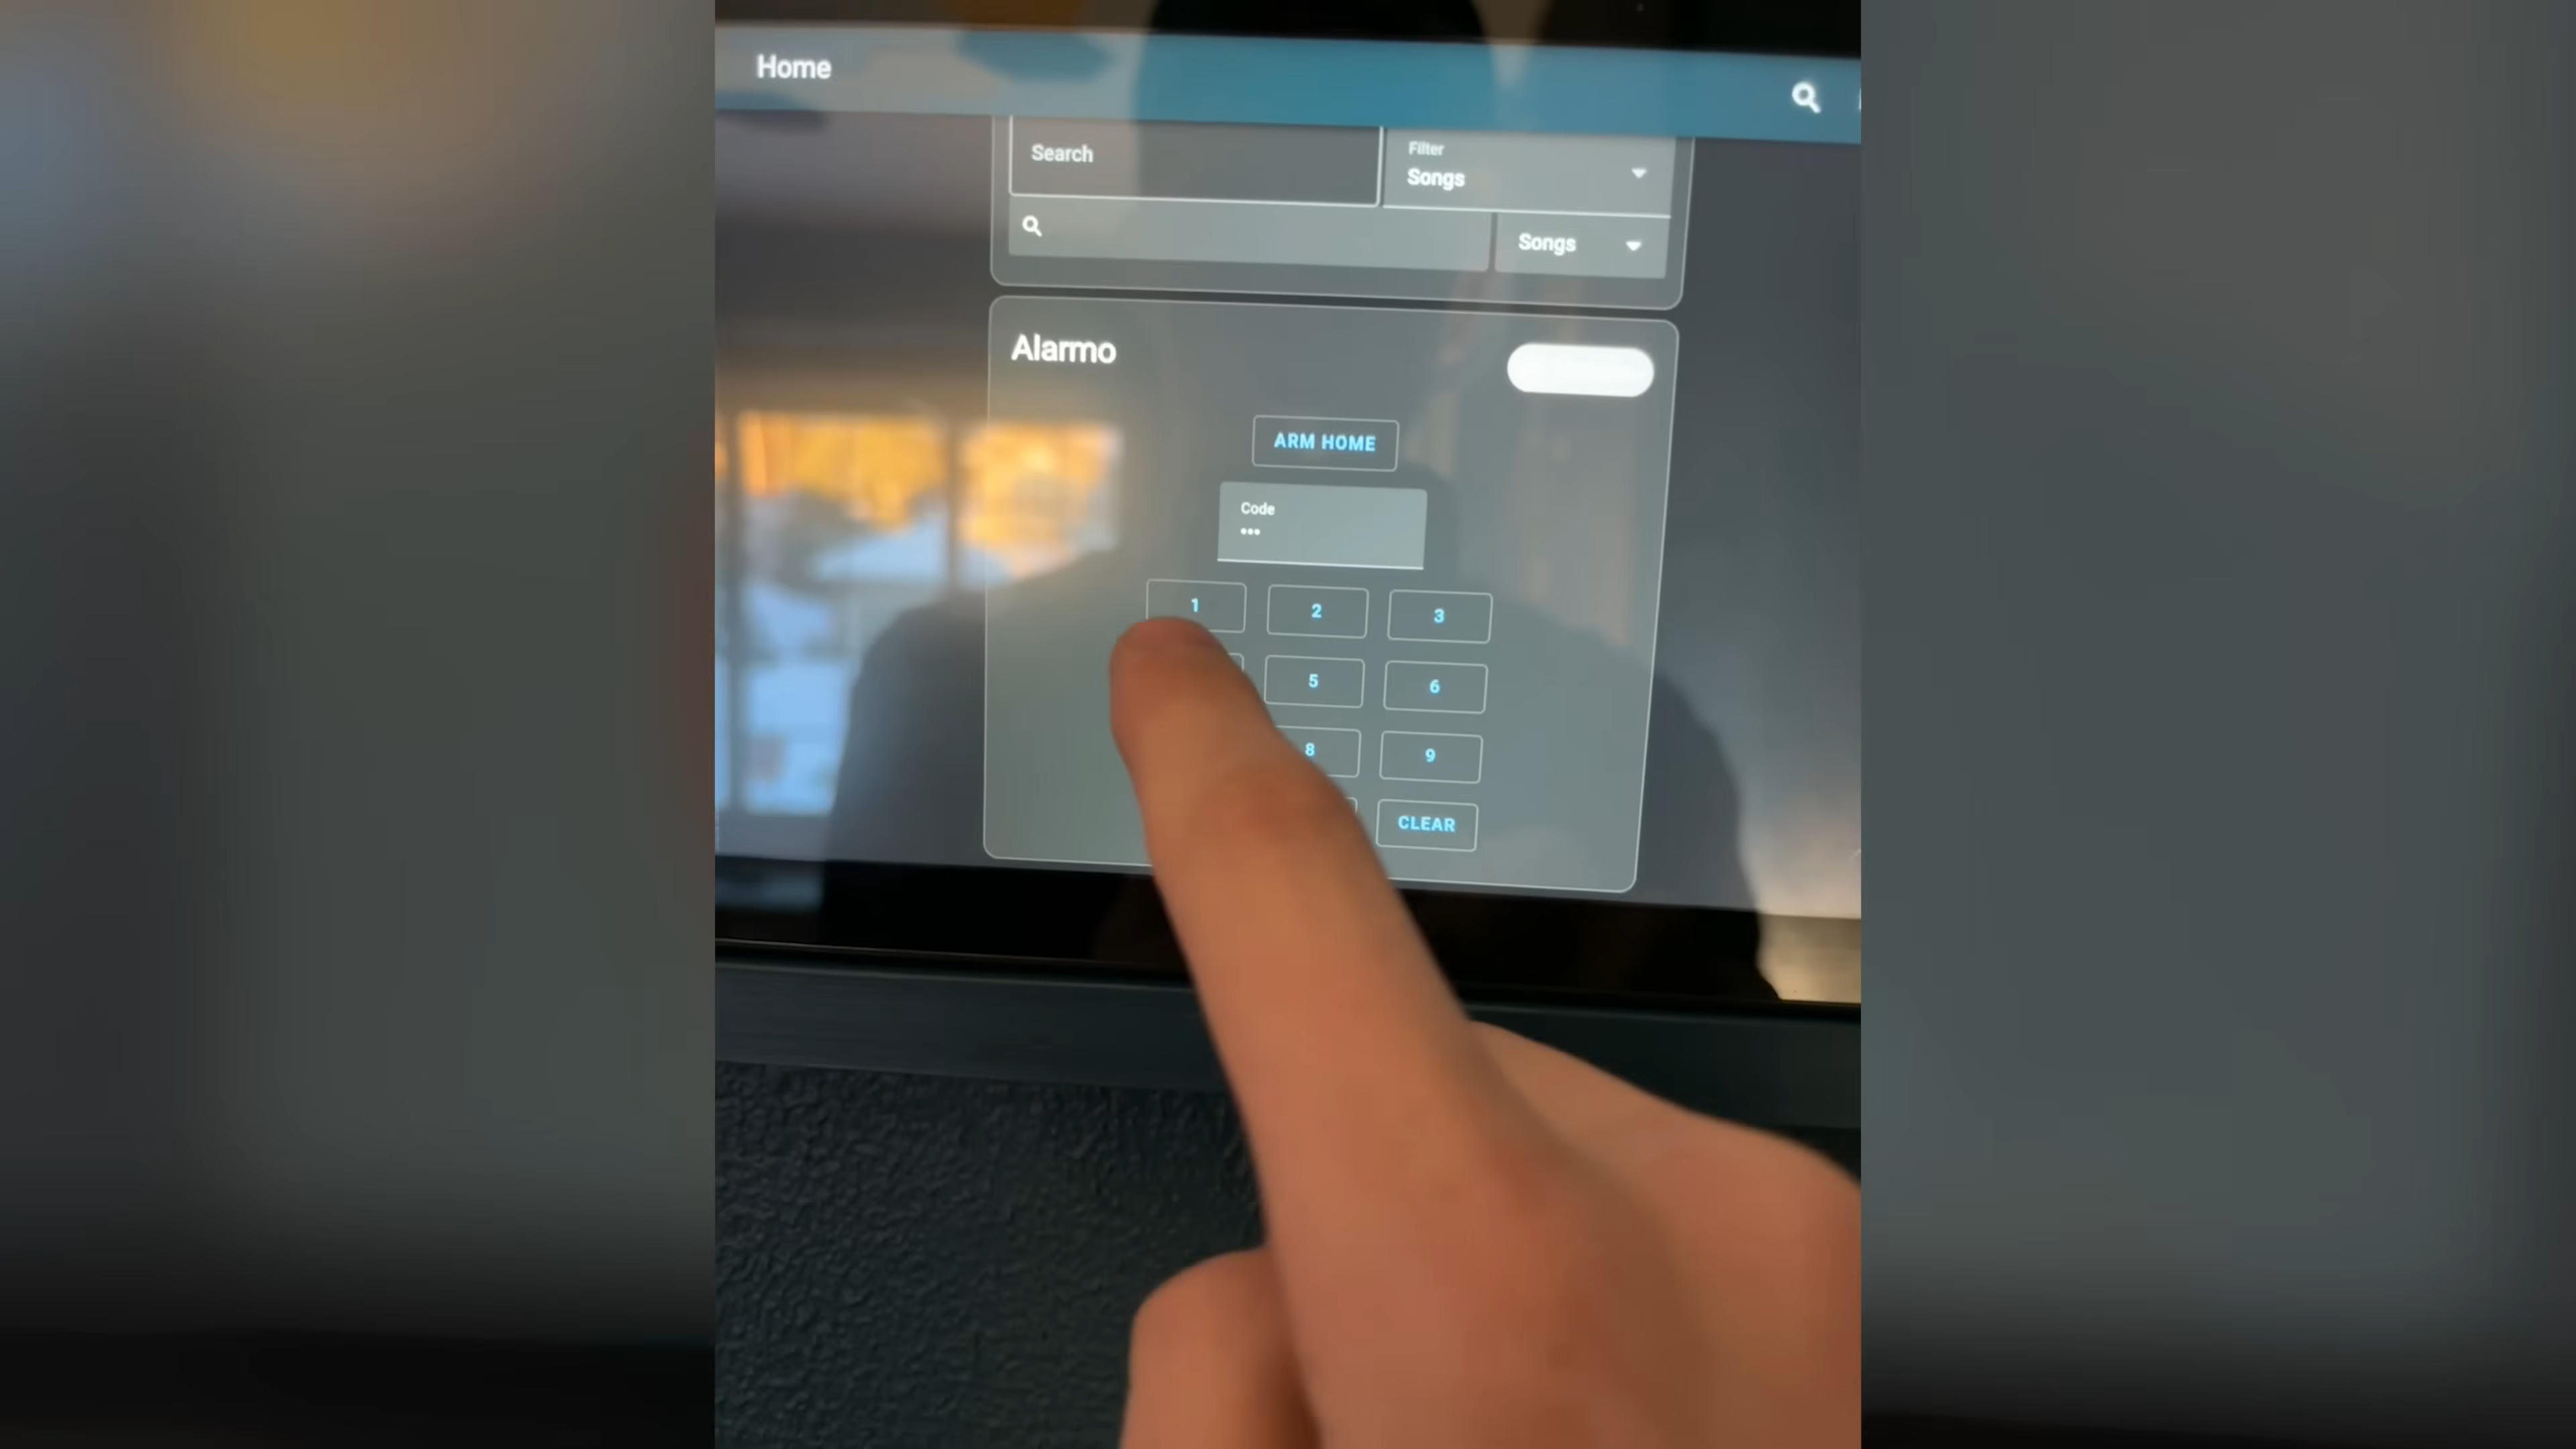 Home
Search
Filter
Songs
Songs
Alarmo
ARM HOME
Code
•••
1 2 3
5 6
8 9
CLEAR